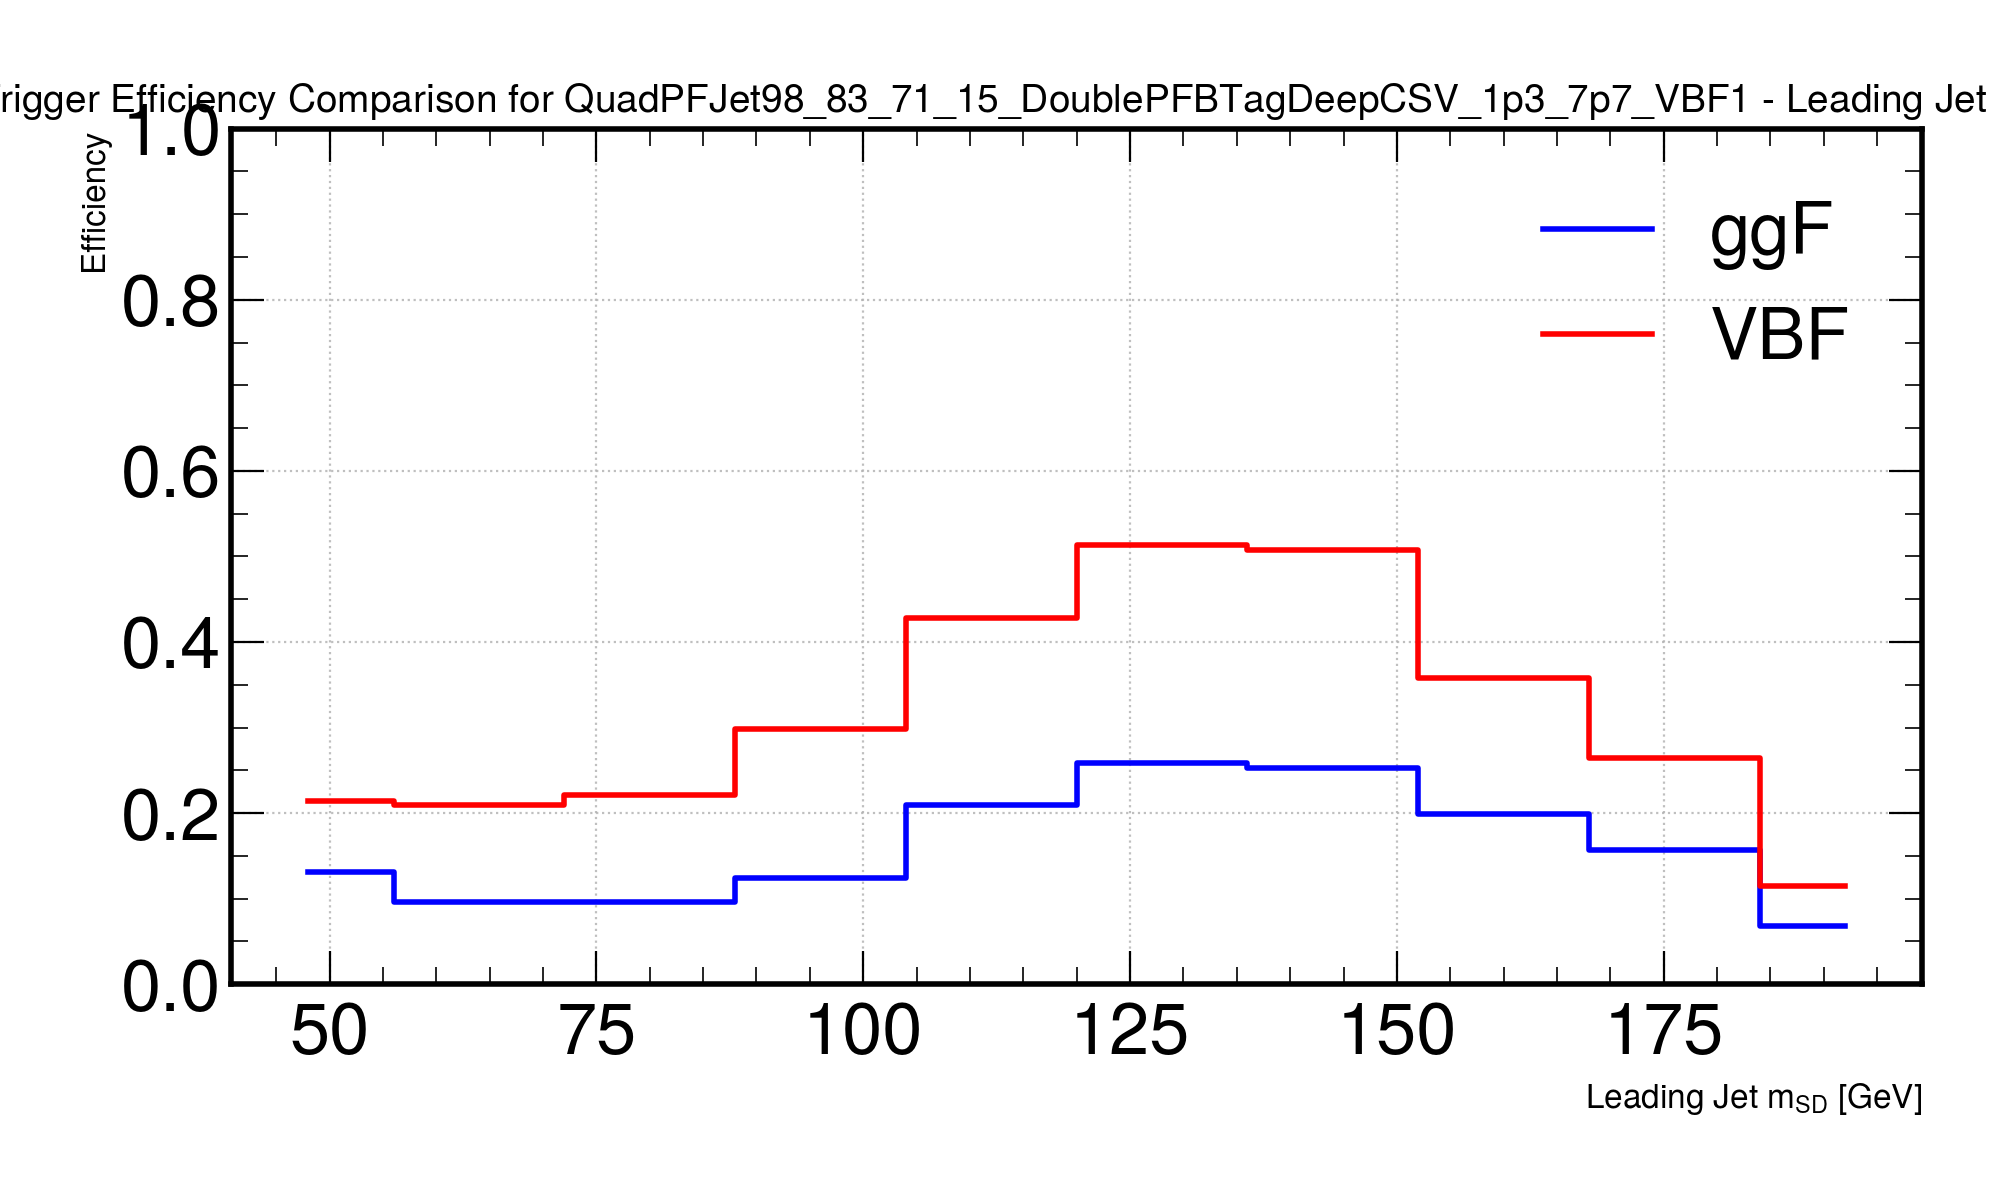 rigger Efficiency Comparison for QuadPFJet98_83_71_15_DoublePFBTagDeepCSV_1p3_7p7_VBF1 - Leading Jet
Efficiency
1.0
0.8
0.6
0.4
0.2
0.0
ggF
VBF
50 75 100 125 150 175
Leading Jet mSD [GeV]